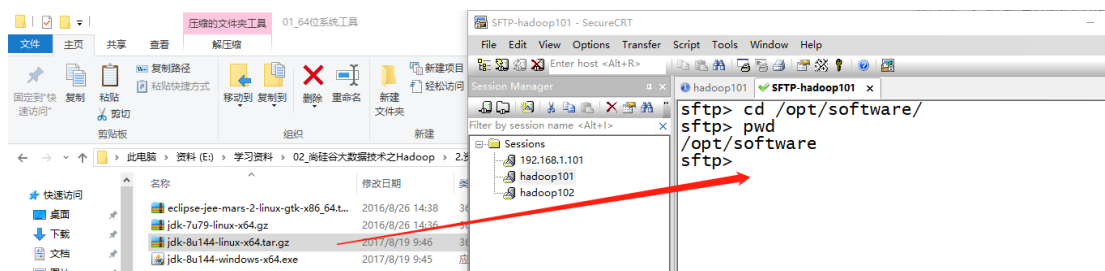 压缩的文件夹工具 01_64位系统工具
文件 主页 共享 查看 解压缩
固定到"快速访问"
复制
粘贴
复制路径
粘贴快捷方式
剪切
剪贴板
移动到 复制到 删除 重命名
组织
新建文件夹
新建项目
轻松访问
新建
此电脑 › 资料 (E:) › 学习资料 › 02_尚硅谷大数据技术之Hadoop ›
快速访问
桌面
下载
文档
名称 修改日期
eclipse-jee-mars-2-linux-gtk-x86_64.t... 2016/8/26 14:38
jdk-7u79-linux-x64.gz 2016/8/26 14:36
jdk-8u144-linux-x64.tar.gz 2017/8/19 9:46
jdk-8u144-windows-x64.exe 2017/8/19 9:45
SFTP-hadoop101 - SecureCRT
File Edit View Options Transfer Script Tools Window Help
Enter host <Alt+R>
Session Manager
Filter by session name <Alt+I>
Sessions
192.168.1.101
hadoop101
hadoop102
hadoop101 SFTP-hadoop101
sftp> cd /opt/software/
sftp> pwd
/opt/software
sftp>